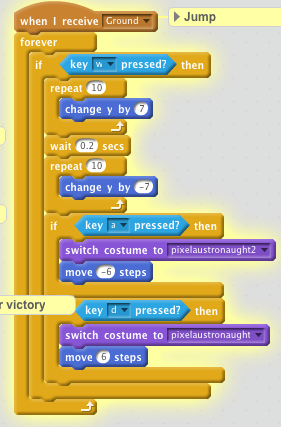 when I receive Ground
Jump
forever
if key w pressed? then
repeat 10
change y by 7
wait 0.2 secs
repeat 10
change y by -7
if key a pressed? then
switch costume to pixelaustronaught2
move -6 steps
r victory
key d pressed? then
switch costume to pixelaustronaught
move 6 steps